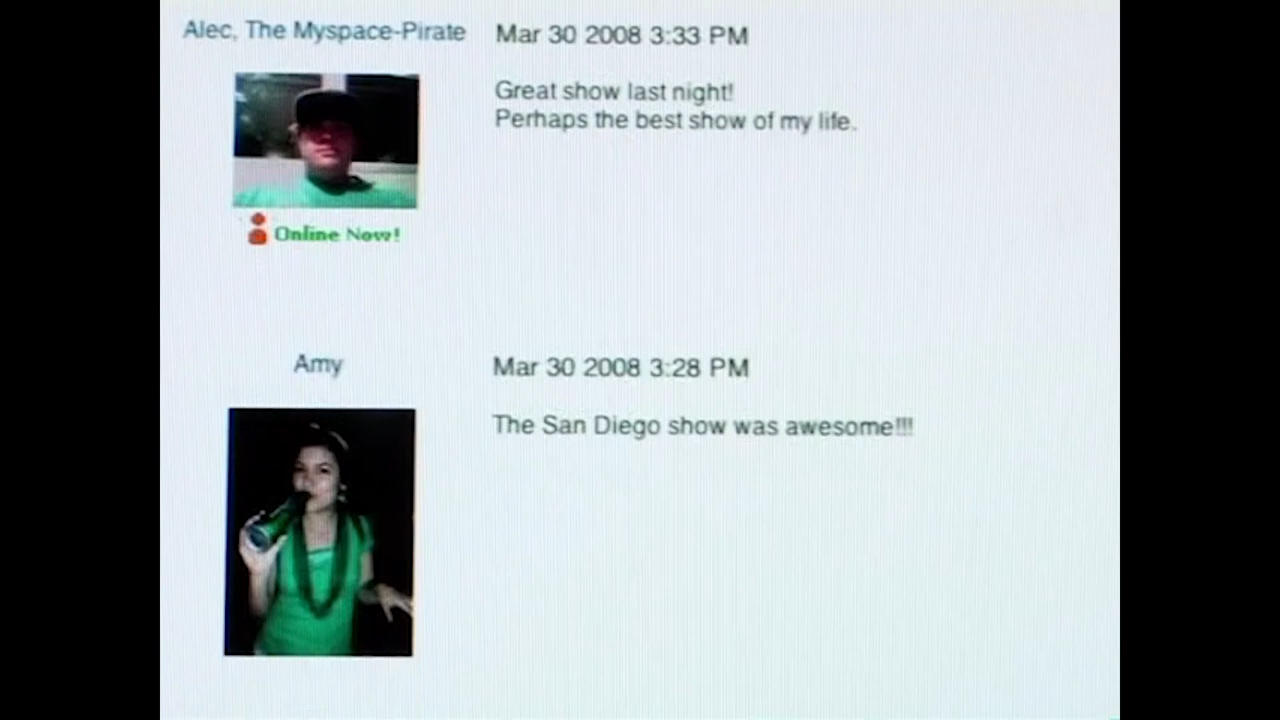 Alec, The Myspace-Pirate
Mar 30 2008 3:33 PM
Great show last night!
Perhaps the best show of my life.
Online Now!
Amy
Mar 30 2008 3:28 PM
The San Diego show was awesome!!!